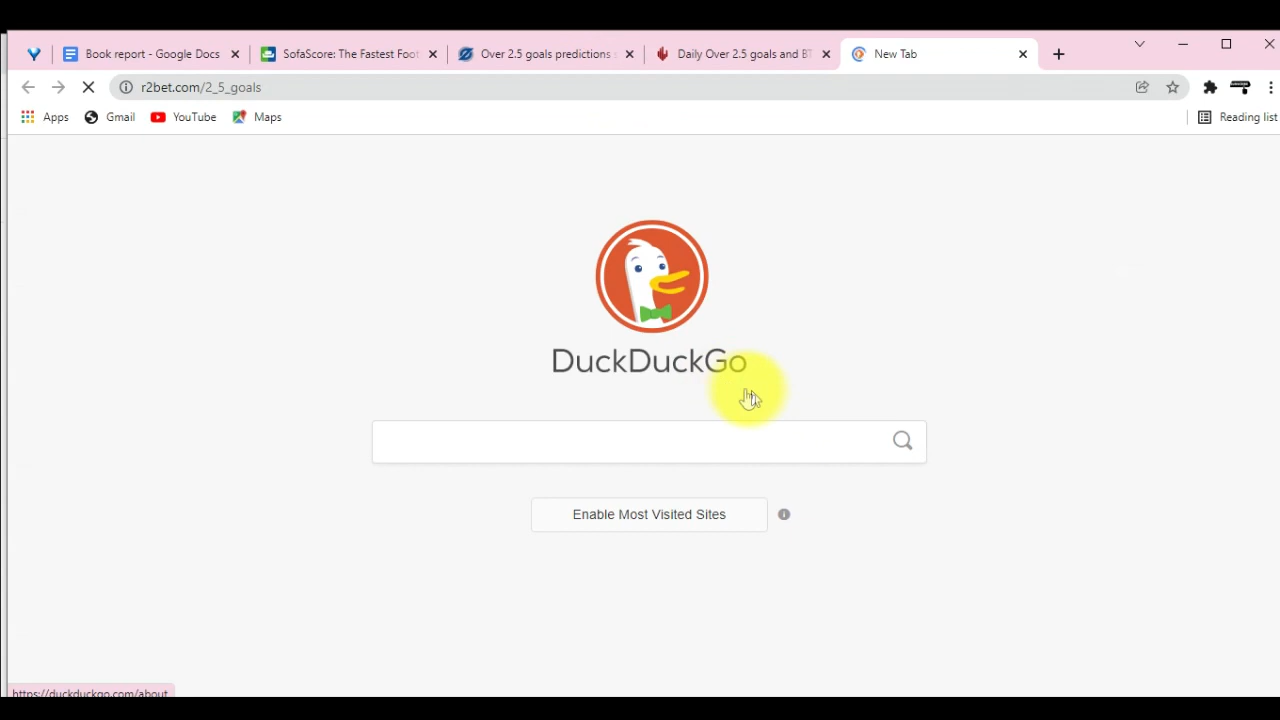 Book report - Google Docs
SofaScore: The Fastest Foot
Over 2.5 goals predictions
Daily Over 2.5 goals and BT
New Tab
r2bet.com/2_5_goals
Apps
Gmail
YouTube
Maps
Reading list
DuckDuckGo
Enable Most Visited Sites
https://duckduckgo.com/about